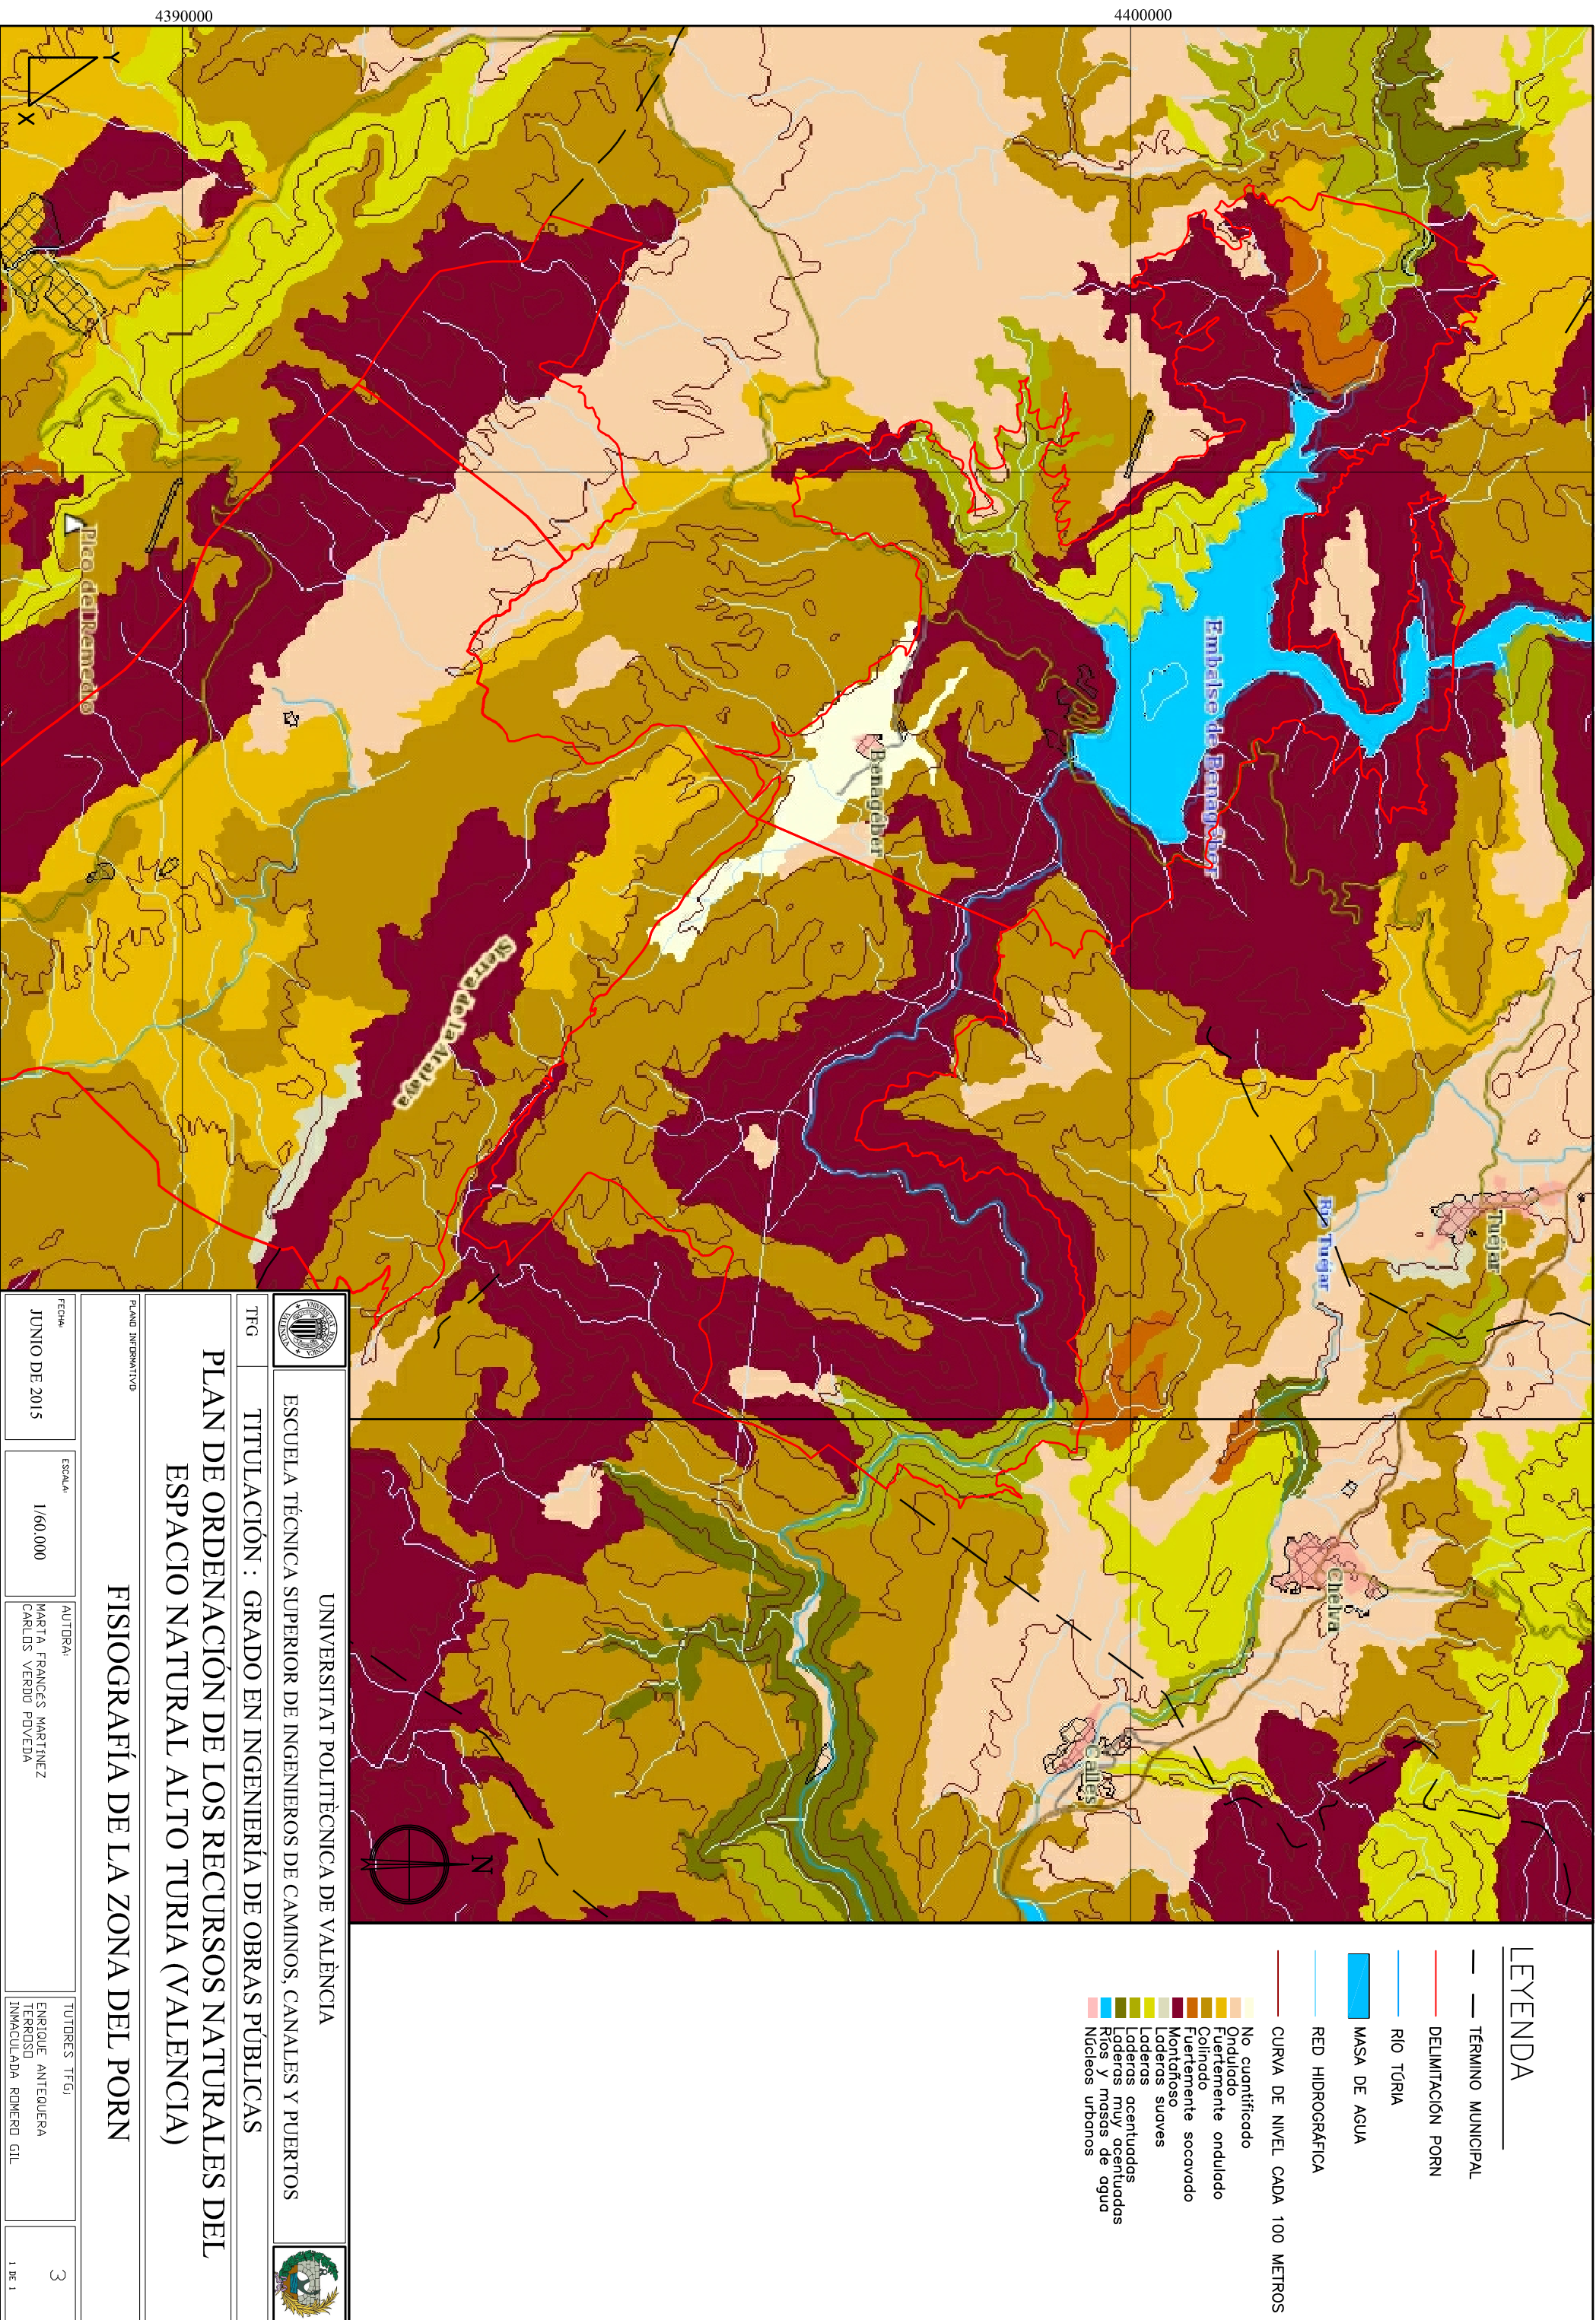 4390000
4400000
Y
X
Embalse de Benagéber
Benagéber
Pico del Remedio
Sierra de la Atalaya
Río Tuéjar
Tuéjar
Chelva
Calles
N
LEYENDA
TÉRMINO MUNICIPAL
DELIMITACIÓN PORN
RÍO TÚRIA
MASA DE AGUA
RED HIDROGRÁFICA
CURVA DE NIVEL CADA 100 METROS
No cuantificado
Ondulado
Fuertemente ondulado
Colinado
Fuertemente socavado
Montañoso
Laderas suaves
Laderas
Laderas acentuadas
Laderas muy acentuadas
Ríos y masas de agua
Núcleos urbanos
UNIVERSITAT POLITÈCNICA DE VALÈNCIA
ESCUELA TÉCNICA SUPERIOR DE INGENIEROS DE CAMINOS, CANALES Y PUERTOS
TFG
TITULACIÓN : GRADO EN INGENIERÍA DE OBRAS PÚBLICAS
PLAN DE ORDENACIÓN DE LOS RECURSOS NATURALES DEL
ESPACIO NATURAL ALTO TURIA (VALENCIA)
PLANO INFORMATIVO:
FISIOGRAFÍA DE LA ZONA DEL PORN
FECHA:
JUNIO DE 2015
ESCALA:
1/60.000
AUTORA:
MARTA FRANCÉS MARTINEZ
CARLOS VERDÚ POVEDA
TUTORES TFG:
ENRIQUE ANTEQUERA
TERROSO
INMACULADA ROMERO GIL
3
1 DE 1